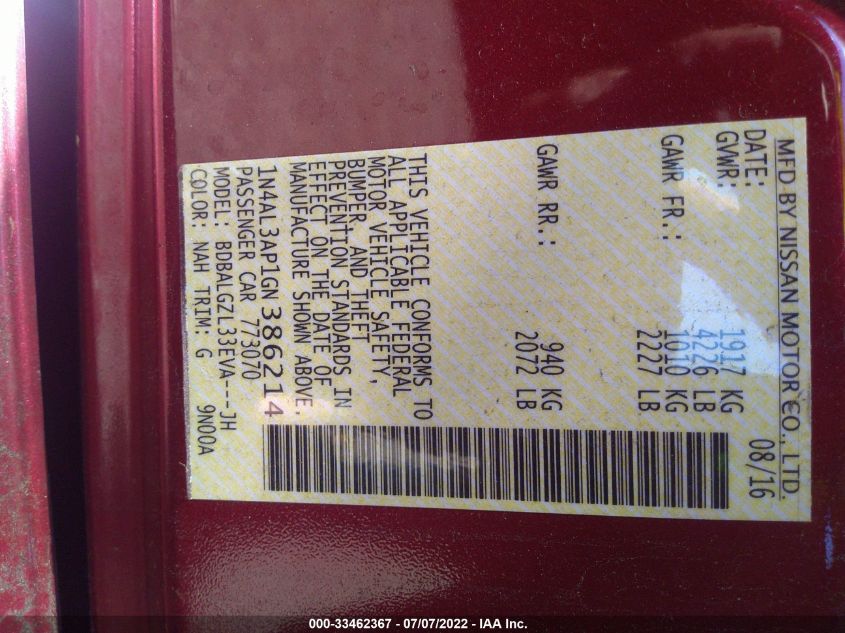 MFD BY NISSAN MOTOR CO., LTD.
DATE: 08/16
GVWR: 1917 KG
4226 LB
GAWR FR.: 1010 KG
2227 LB
GAWR RR.: 940 KG
2072 LB
THIS VEHICLE CONFORMS TO
ALL APPLICABLE FEDERAL
MOTOR VEHICLE SAFETY,
BUMPER, AND THEFT
PREVENTION STANDARDS IN
EFFECT ON THE DATE OF
MANUFACTURE SHOWN ABOVE,
1N4AL3AP1GN386214
PASSENGER CAR 773070
MODEL: BDBALGZL33EVA---JH
COLOR: NAH TRIM: G 9N00A
000-33462367 - 07/07/2022 - IAA Inc.